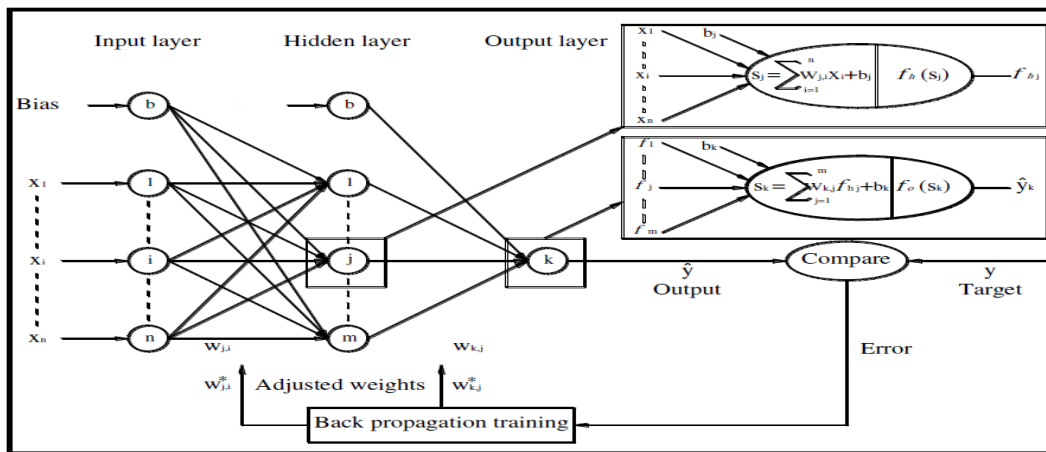 Input layer Hidden layer Output layer
Bias b b
x₁ 1 1
xᵢ i j k
xₙ n m
x₁ bⱼ
xᵢ sⱼ = ∑ᵢ₌₁ⁿ wⱼ,ᵢxᵢ+bⱼ fₕ(sⱼ) fₕⱼ
xₙ
f₁ bₖ
fⱼ sₖ = ∑ⱼ₌₁ᵐ wₖ,ⱼfₕⱼ+bₖ fₒ(sₖ) ŷₖ
fₘ
Compare
ŷ y
Output Target
wⱼ,ᵢ wₖ,ⱼ
Error
w*ⱼ,ᵢ Adjusted weights w*ₖ,ⱼ
Back propagation training